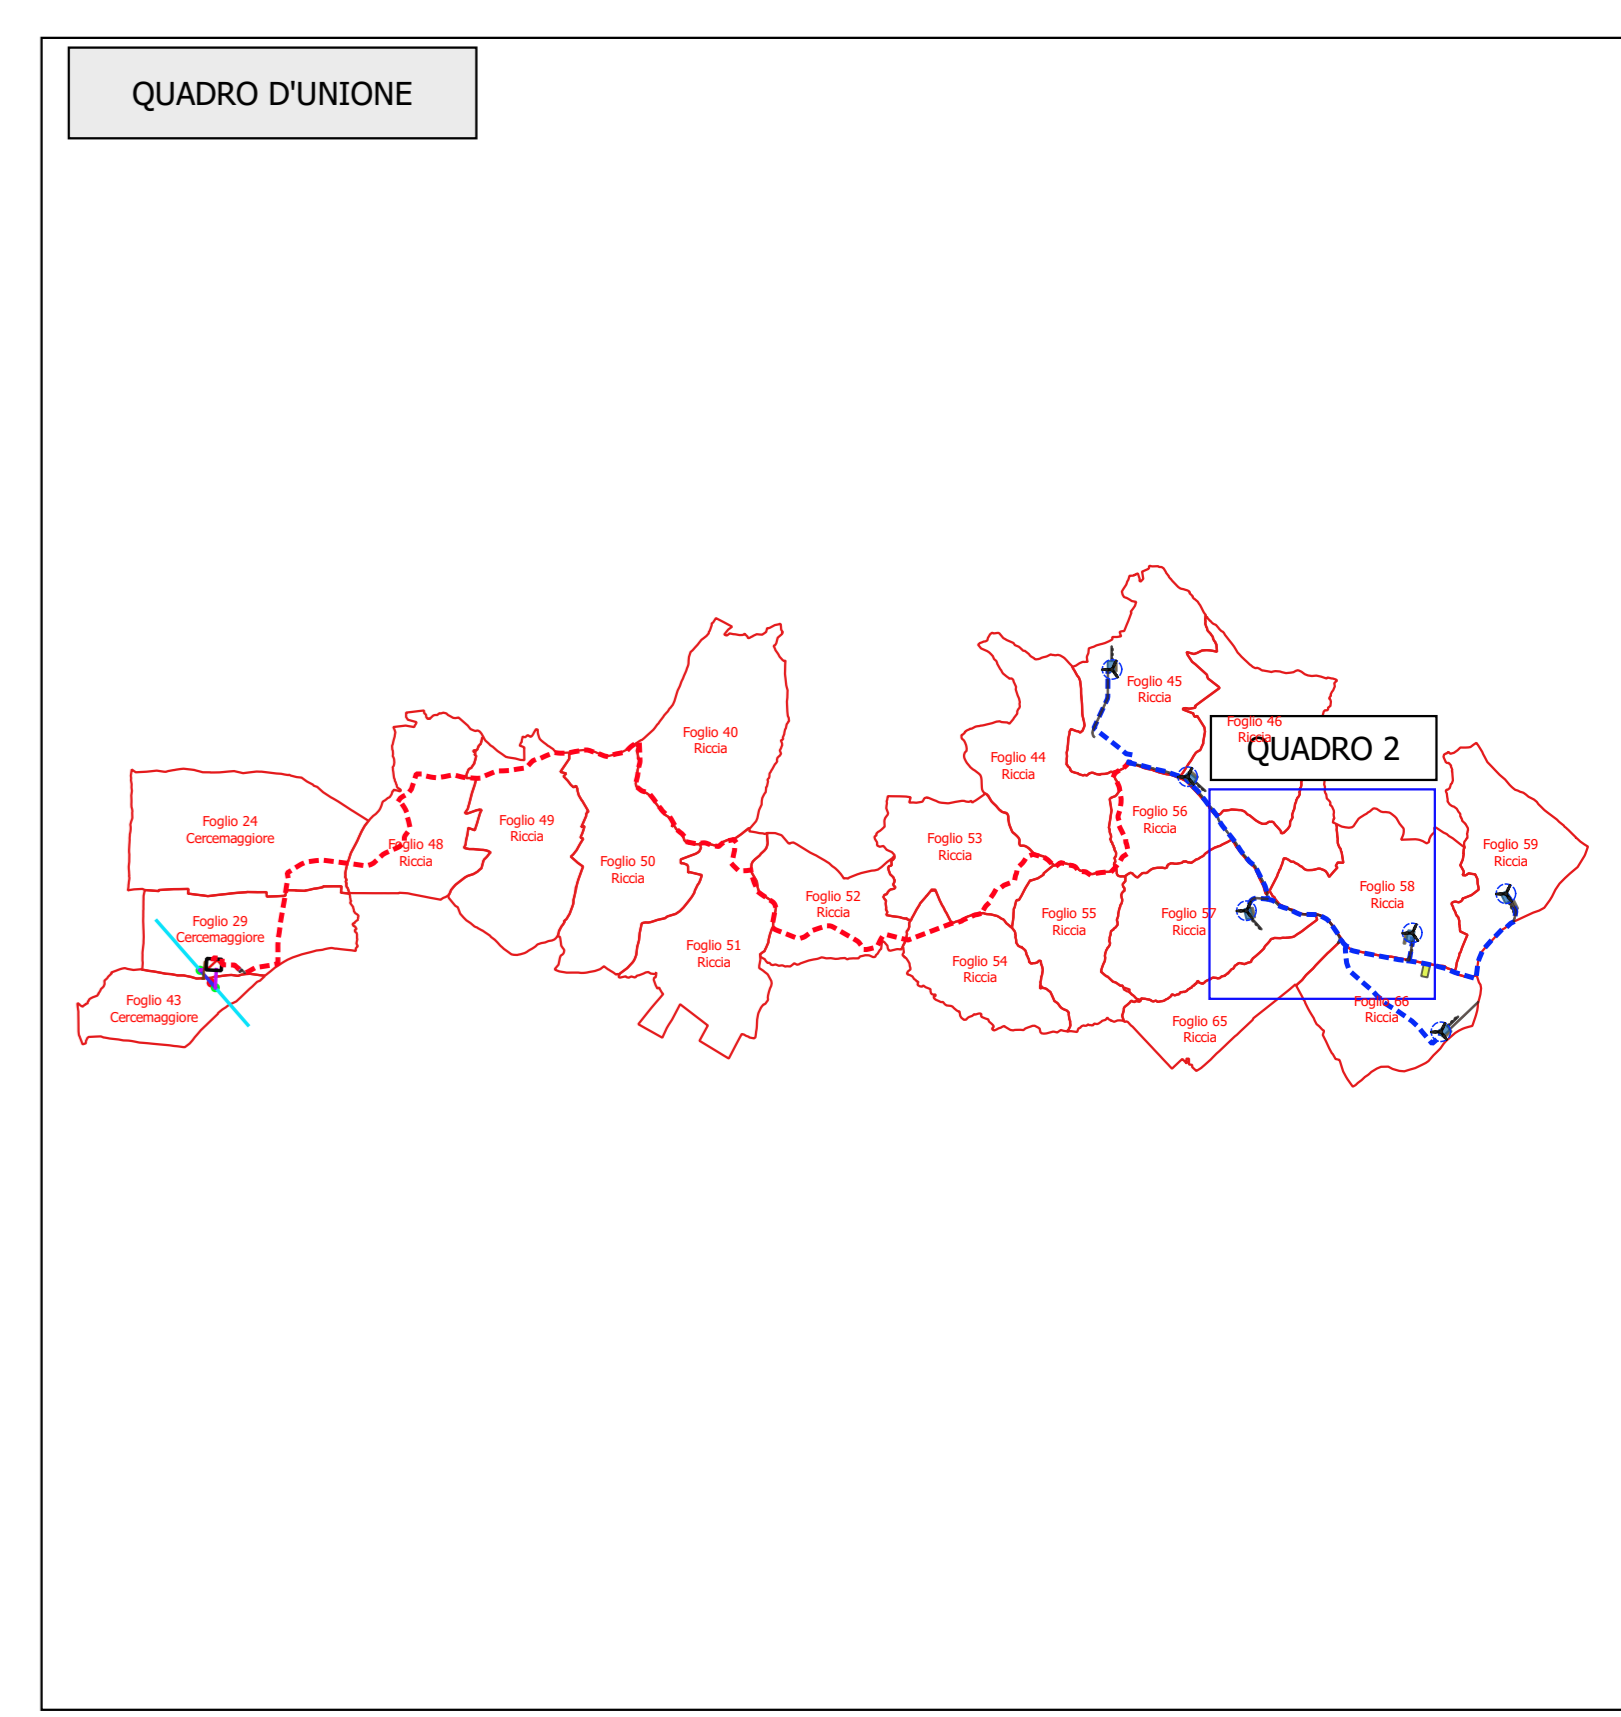 QUADRO D'UNIONE
Foglio 45
Riccia
Foglio 46
Riccia
QUADRO 2
Foglio 40
Riccia
Foglio 44
Riccia
Foglio 56
Riccia
Foglio 24
Cercemaggiore
Foglio 49
Riccia
Foglio 48
Riccia
Foglio 53
Riccia
Foglio 59
Riccia
Foglio 50
Riccia
Foglio 58
Riccia
Foglio 52
Riccia
Foglio 55
Riccia
Foglio 57
Riccia
Foglio 29
Cercemaggiore
Foglio 51
Riccia
Foglio 54
Riccia
Foglio 43
Cercemaggiore
Foglio 66
Riccia
Foglio 65
Riccia